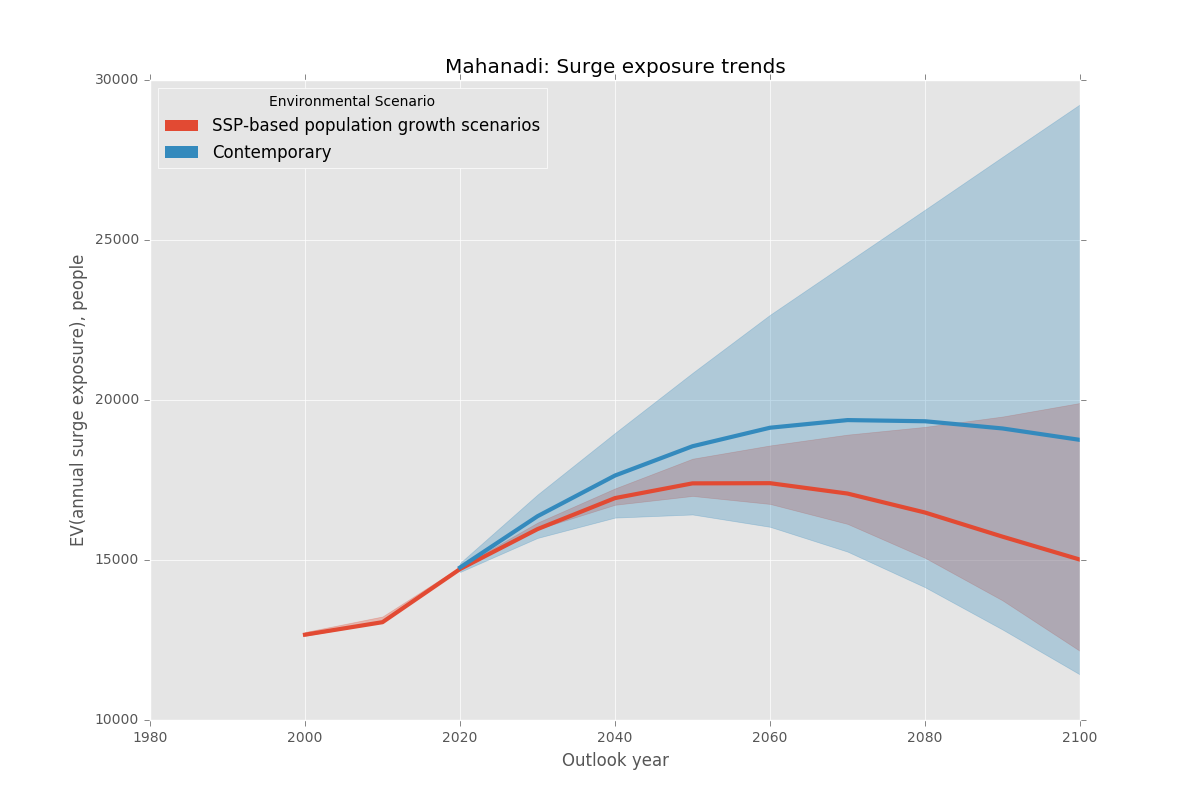 Mahanadi: Surge exposure trends
Environmental Scenario
SSP-based population growth scenarios
Contemporary
30000
25000
20000
15000
10000
EV(annual surge exposure), people
1980 2000 2020 2040 2060 2080 2100
Outlook year